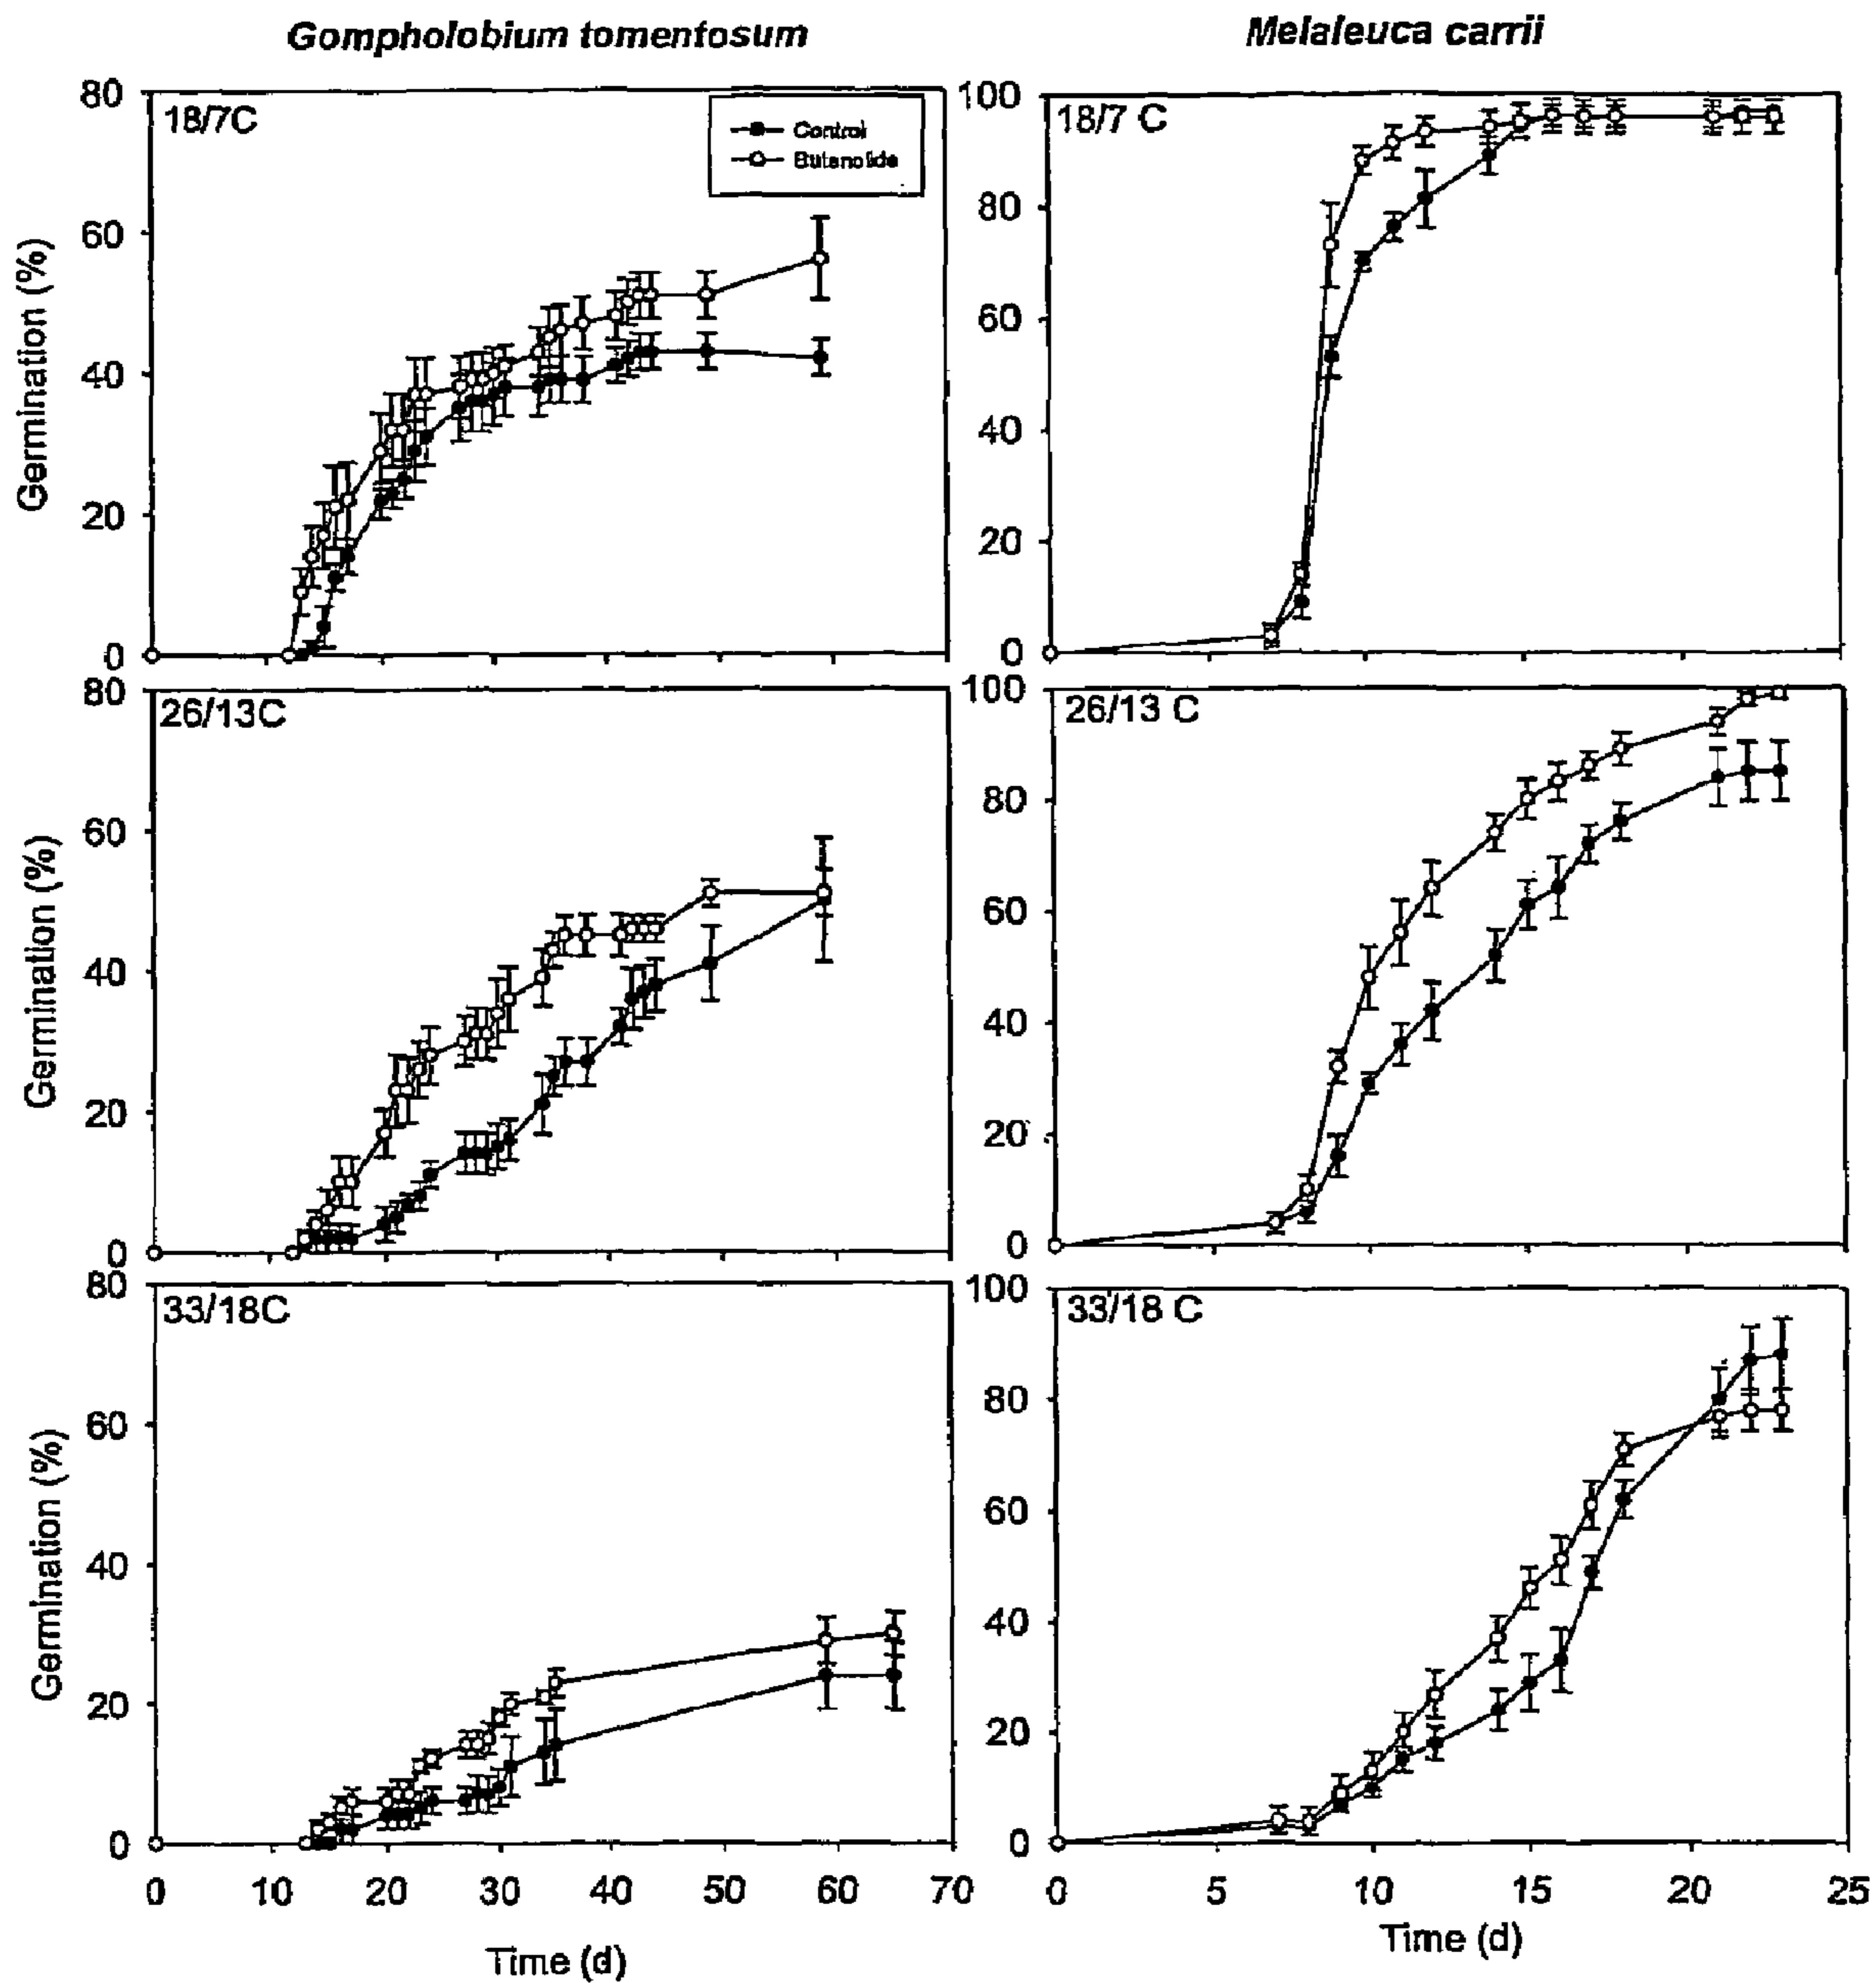 Gompholobium tomentosum
Melaleuca carrii
80
18/7C
Control
Butanolide
60
40
20
0
Germination (%)
100
18/7 C
80
60
40
20
0
80
26/13C
60
40
20
0
Germination (%)
100
26/13 C
80
60
40
20
0
80
33/18C
60
40
20
0
Germination (%)
0 10 20 30 40 50 60 70
Time (d)
100
33/18 C
80
60
40
20
0
0 5 10 15 20 25
Time (d)